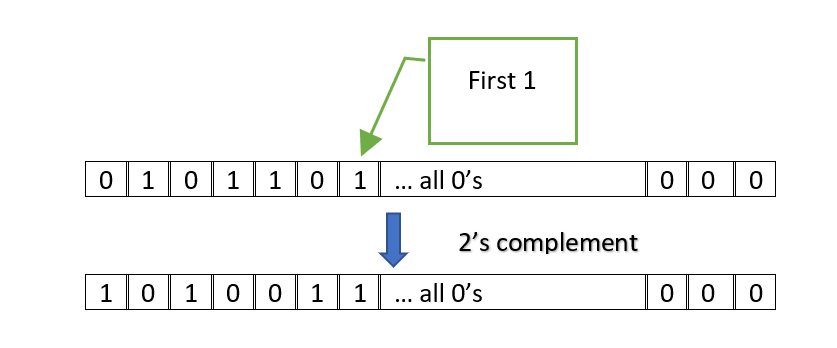 First 1
0 1 0 1 1 0 1 ... all 0's 0 0 0
2's complement
1 0 1 0 0 1 1 ... all 0's 0 0 0